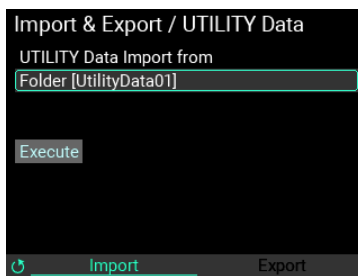 Import & Export / UTILITY Data
UTILITY Data Import from
Folder [UtilityData01]
Execute
Import Export